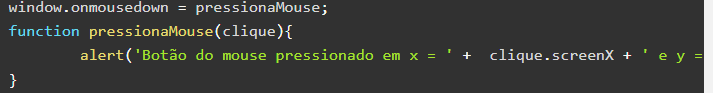 window.onmousedown = pressionaMouse;
function pressionaMouse(clique){
alert('Botão do mouse pressionado em x = ' +  clique.screenX + ' e y =
}